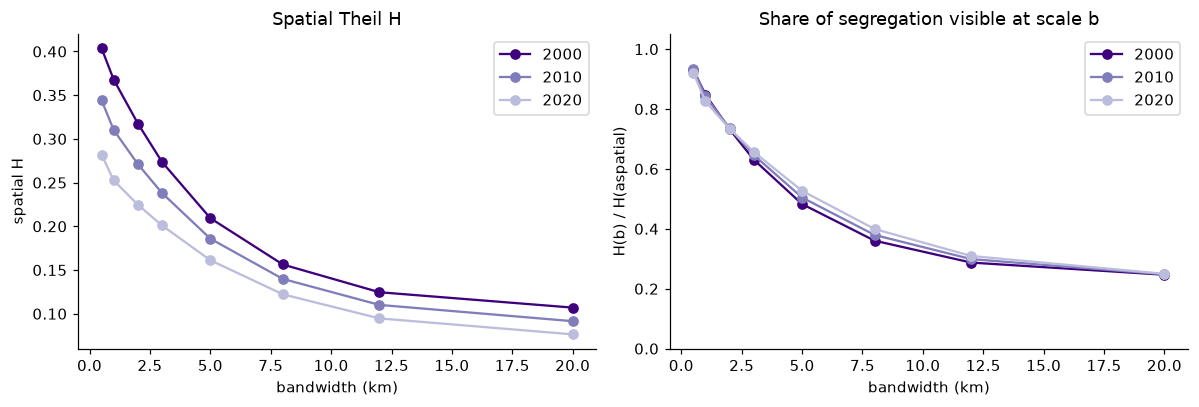 Spatial Theil H
0.40
0.35
0.30
0.25
0.20
0.15
0.10
spatial H
0.0 2.5 5.0 7.5 10.0 12.5 15.0 17.5 20.0
bandwidth (km)
2000
2010
2020
Share of segregation visible at scale b
1.0
0.8
0.6
0.4
0.2
0.0
H(b) / H(aspatial)
0.0 2.5 5.0 7.5 10.0 12.5 15.0 17.5 20.0
bandwidth (km)
2000
2010
2020